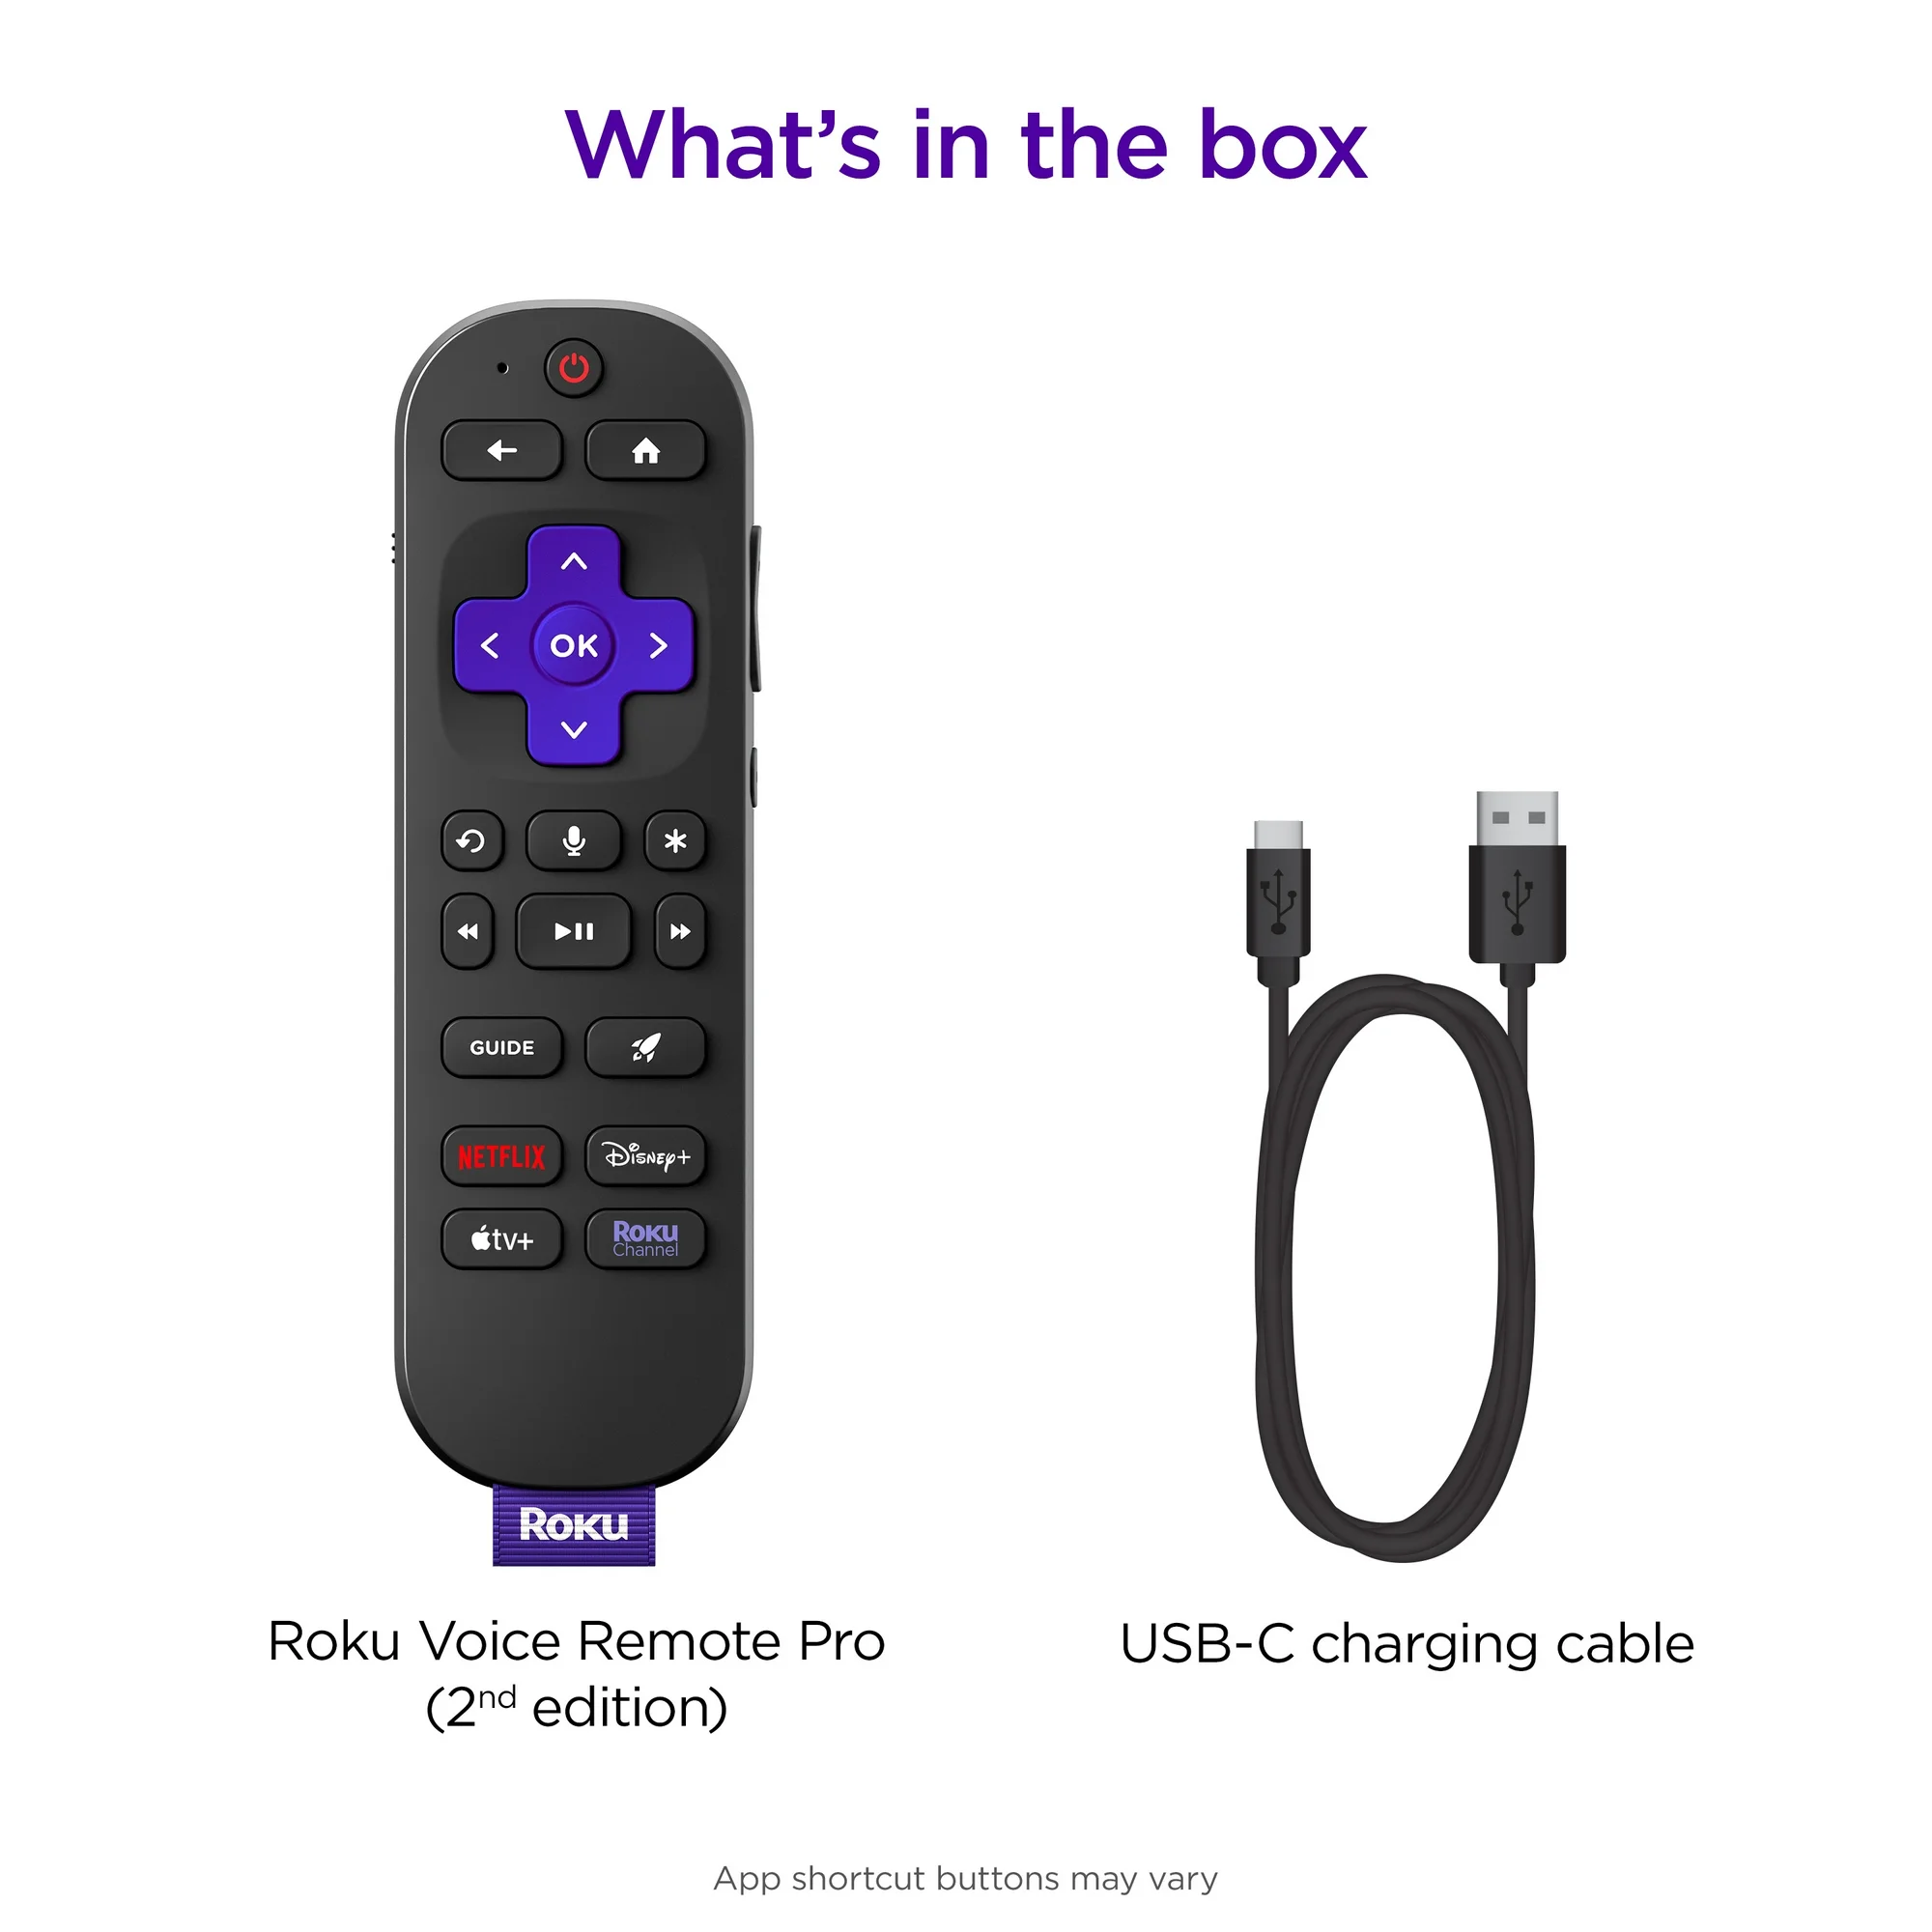 What’s in the box
OK
GUIDE
NETFLIX
Disney+
tv+
Roku
Channel
Roku
Roku Voice Remote Pro
(2nd edition)
USB-C charging cable
App shortcut buttons may vary